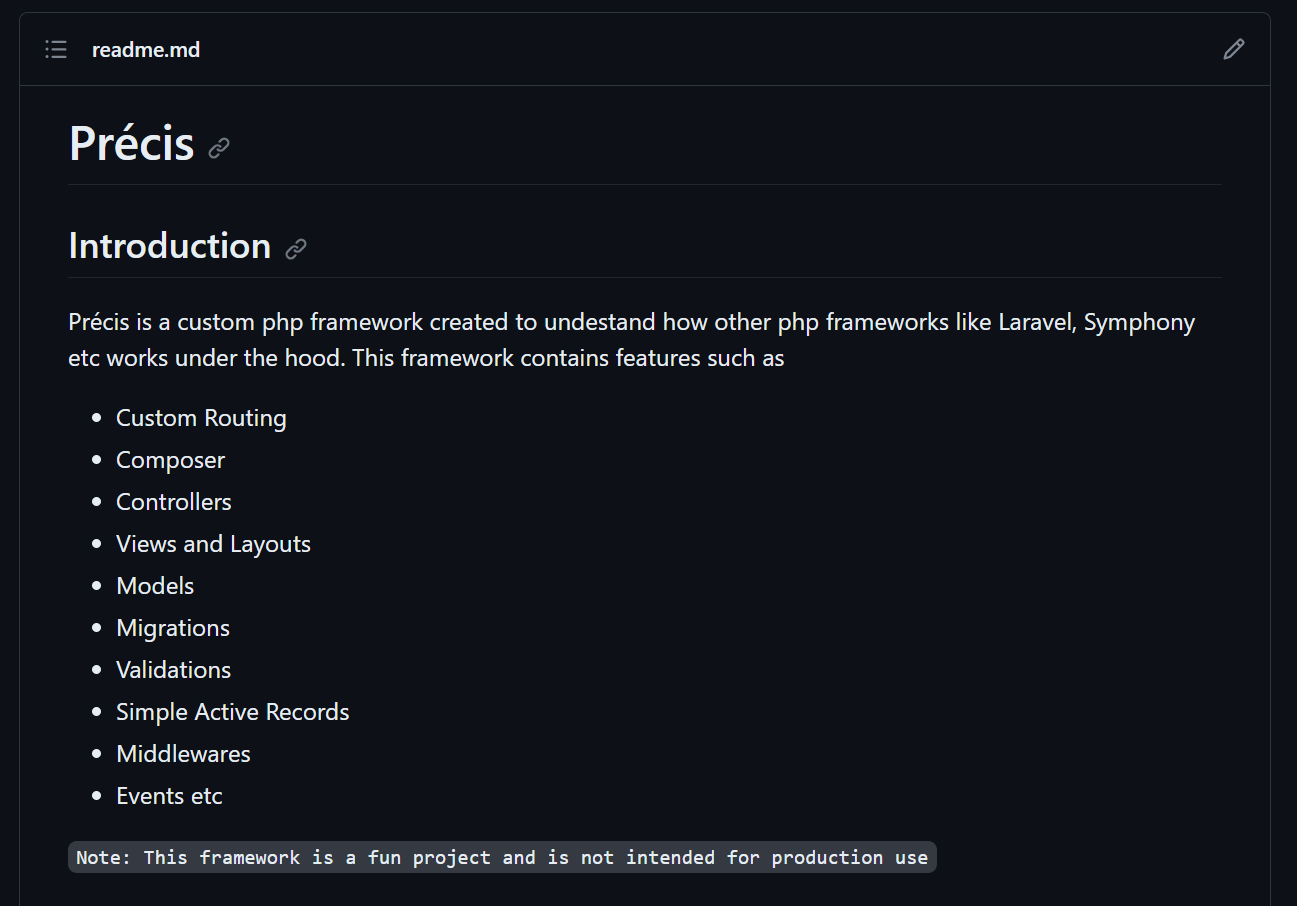 readme.md
Précis
Introduction
Précis is a custom php framework created to undestand how other php frameworks like Laravel, Symphony
etc works under the hood. This framework contains features such as
Custom Routing
Composer
Controllers
Views and Layouts
Models
Migrations
Validations
Simple Active Records
Middlewares
Events etc
Note: This framework is a fun project and is not intended for production use